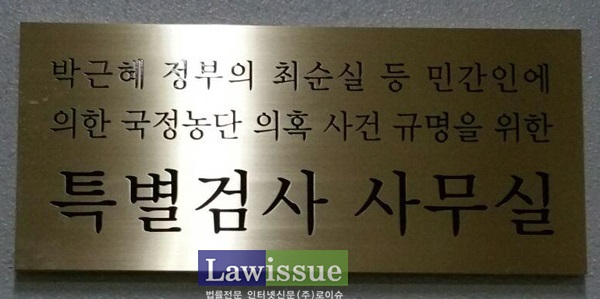 박근혜 정부의 최순실 등 민간인에
의한 국정농단 의혹 사건 규명을 위한
특별검사 사무실
Lawissue
법률전문 인터넷신문(주)로이슈